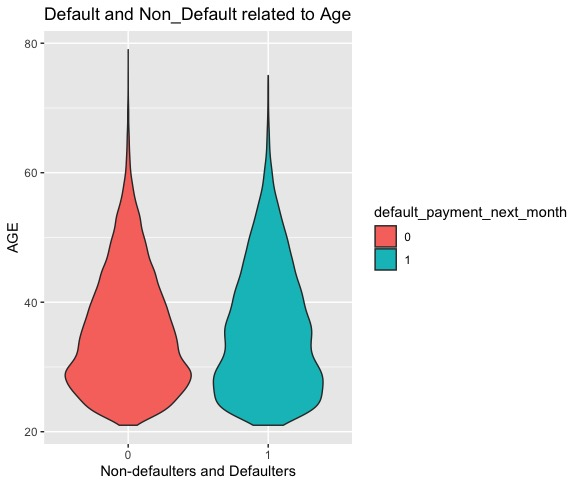 Default and Non_Default related to Age
80
60
40
20
AGE
0
1
Non-defaulters and Defaulters
default_payment_next_month
0
1